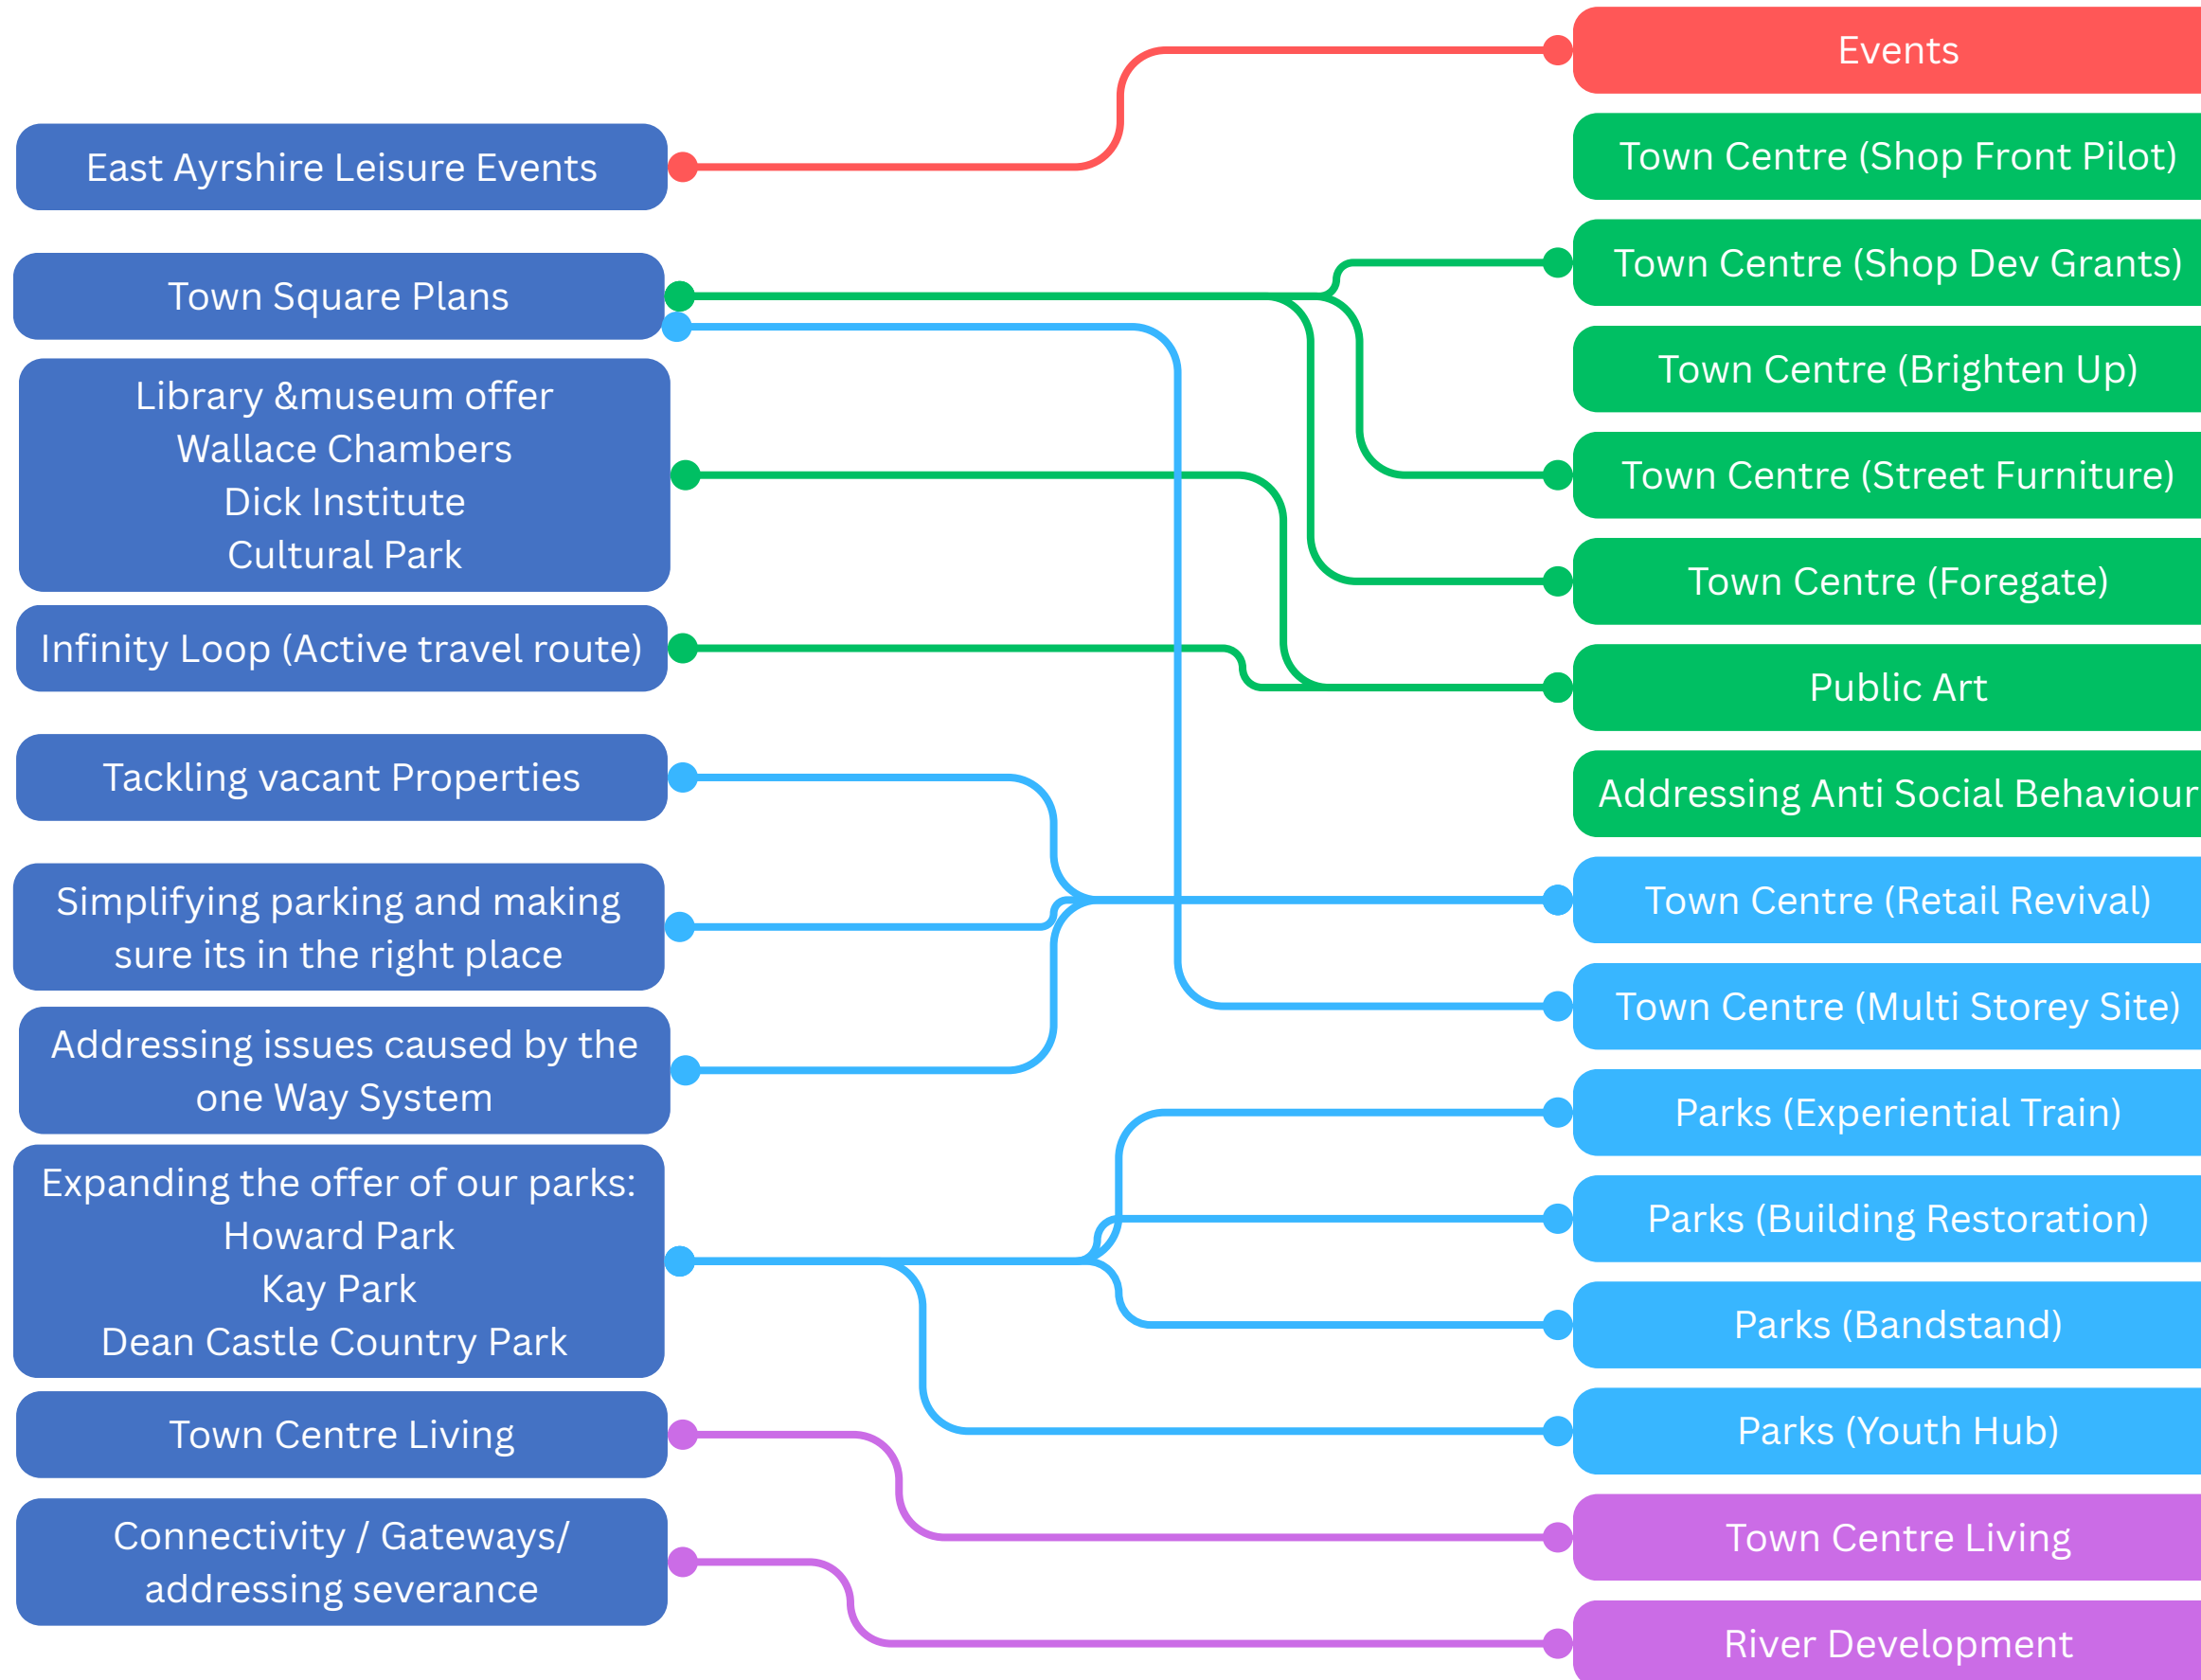 East Ayrshire Leisure Events
Town Square Plans
Library &museum offer
Wallace Chambers
Dick Institute
Cultural Park
Infinity Loop (Active travel route)
Tackling vacant Properties
Simplifying parking and making
sure its in the right place
Addressing issues caused by the
one Way System
Expanding the offer of our parks:
Howard Park
Kay Park
Dean Castle Country Park
Town Centre Living
Connectivity / Gateways/
addressing severance
Events
Town Centre (Shop Front Pilot)
Town Centre (Shop Dev Grants)
Town Centre (Brighten Up)
Town Centre (Street Furniture)
Town Centre (Foregate)
Public Art
Addressing Anti Social Behaviour
Town Centre (Retail Revival)
Town Centre (Multi Storey Site)
Parks (Experiential Train)
Parks (Building Restoration)
Parks (Bandstand)
Parks (Youth Hub)
Town Centre Living
River Development